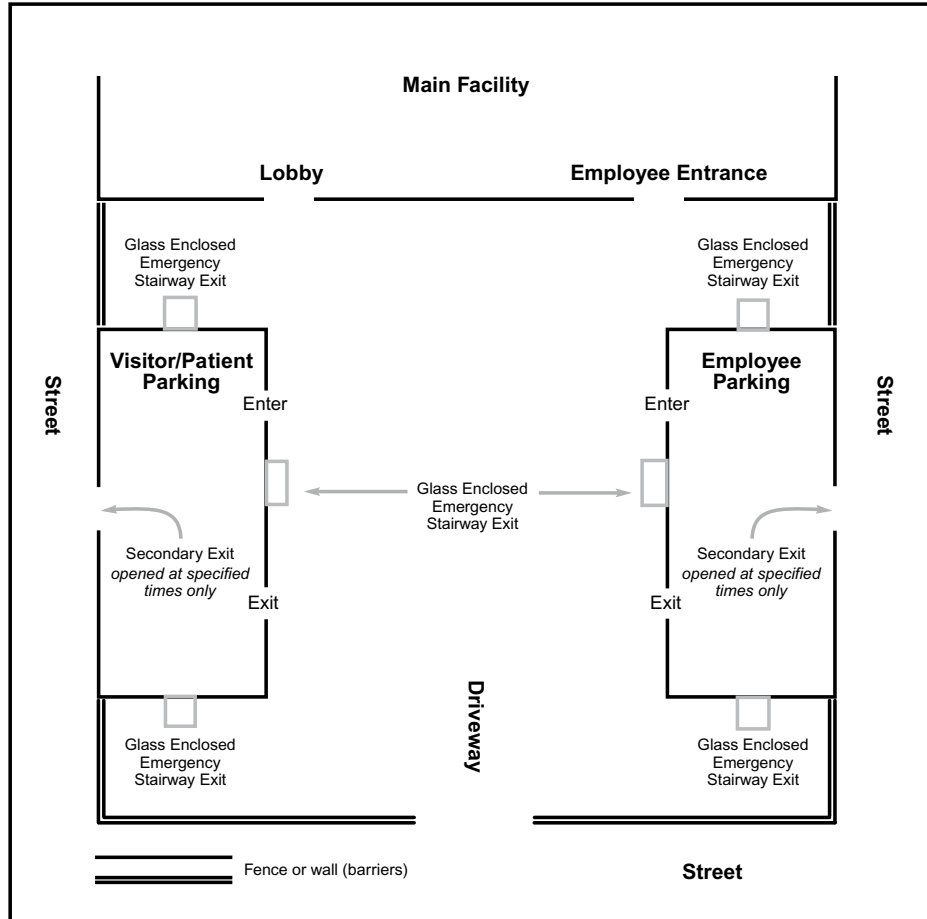 Main Facility
Lobby
Employee Entrance
Glass Enclosed
Emergency
Stairway Exit
Glass Enclosed
Emergency
Stairway Exit
Visitor/Patient
Parking
Employee
Parking
Enter
Enter
Street
Street
Glass Enclosed
Emergency
Stairway Exit
Secondary Exit
opened at specified
times only
Secondary Exit
opened at specified
times only
Exit
Exit
Driveway
Glass Enclosed
Emergency
Stairway Exit
Glass Enclosed
Emergency
Stairway Exit
Fence or wall (barriers)
Street